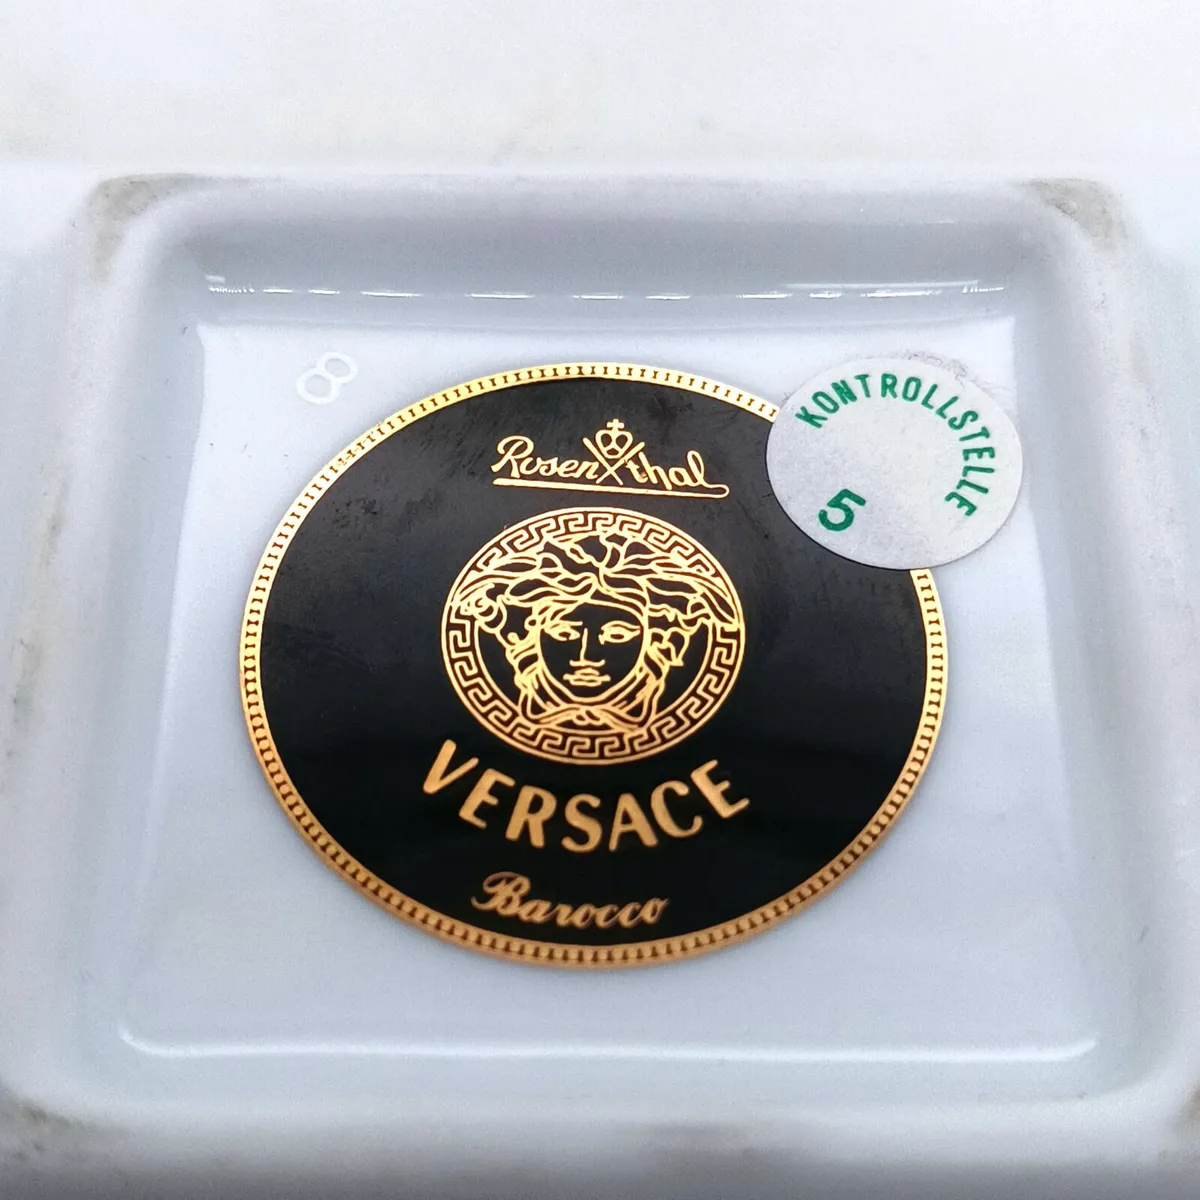 8
Rosenthal
VERSACE
Barocco
KONTROLLSTELLE
5